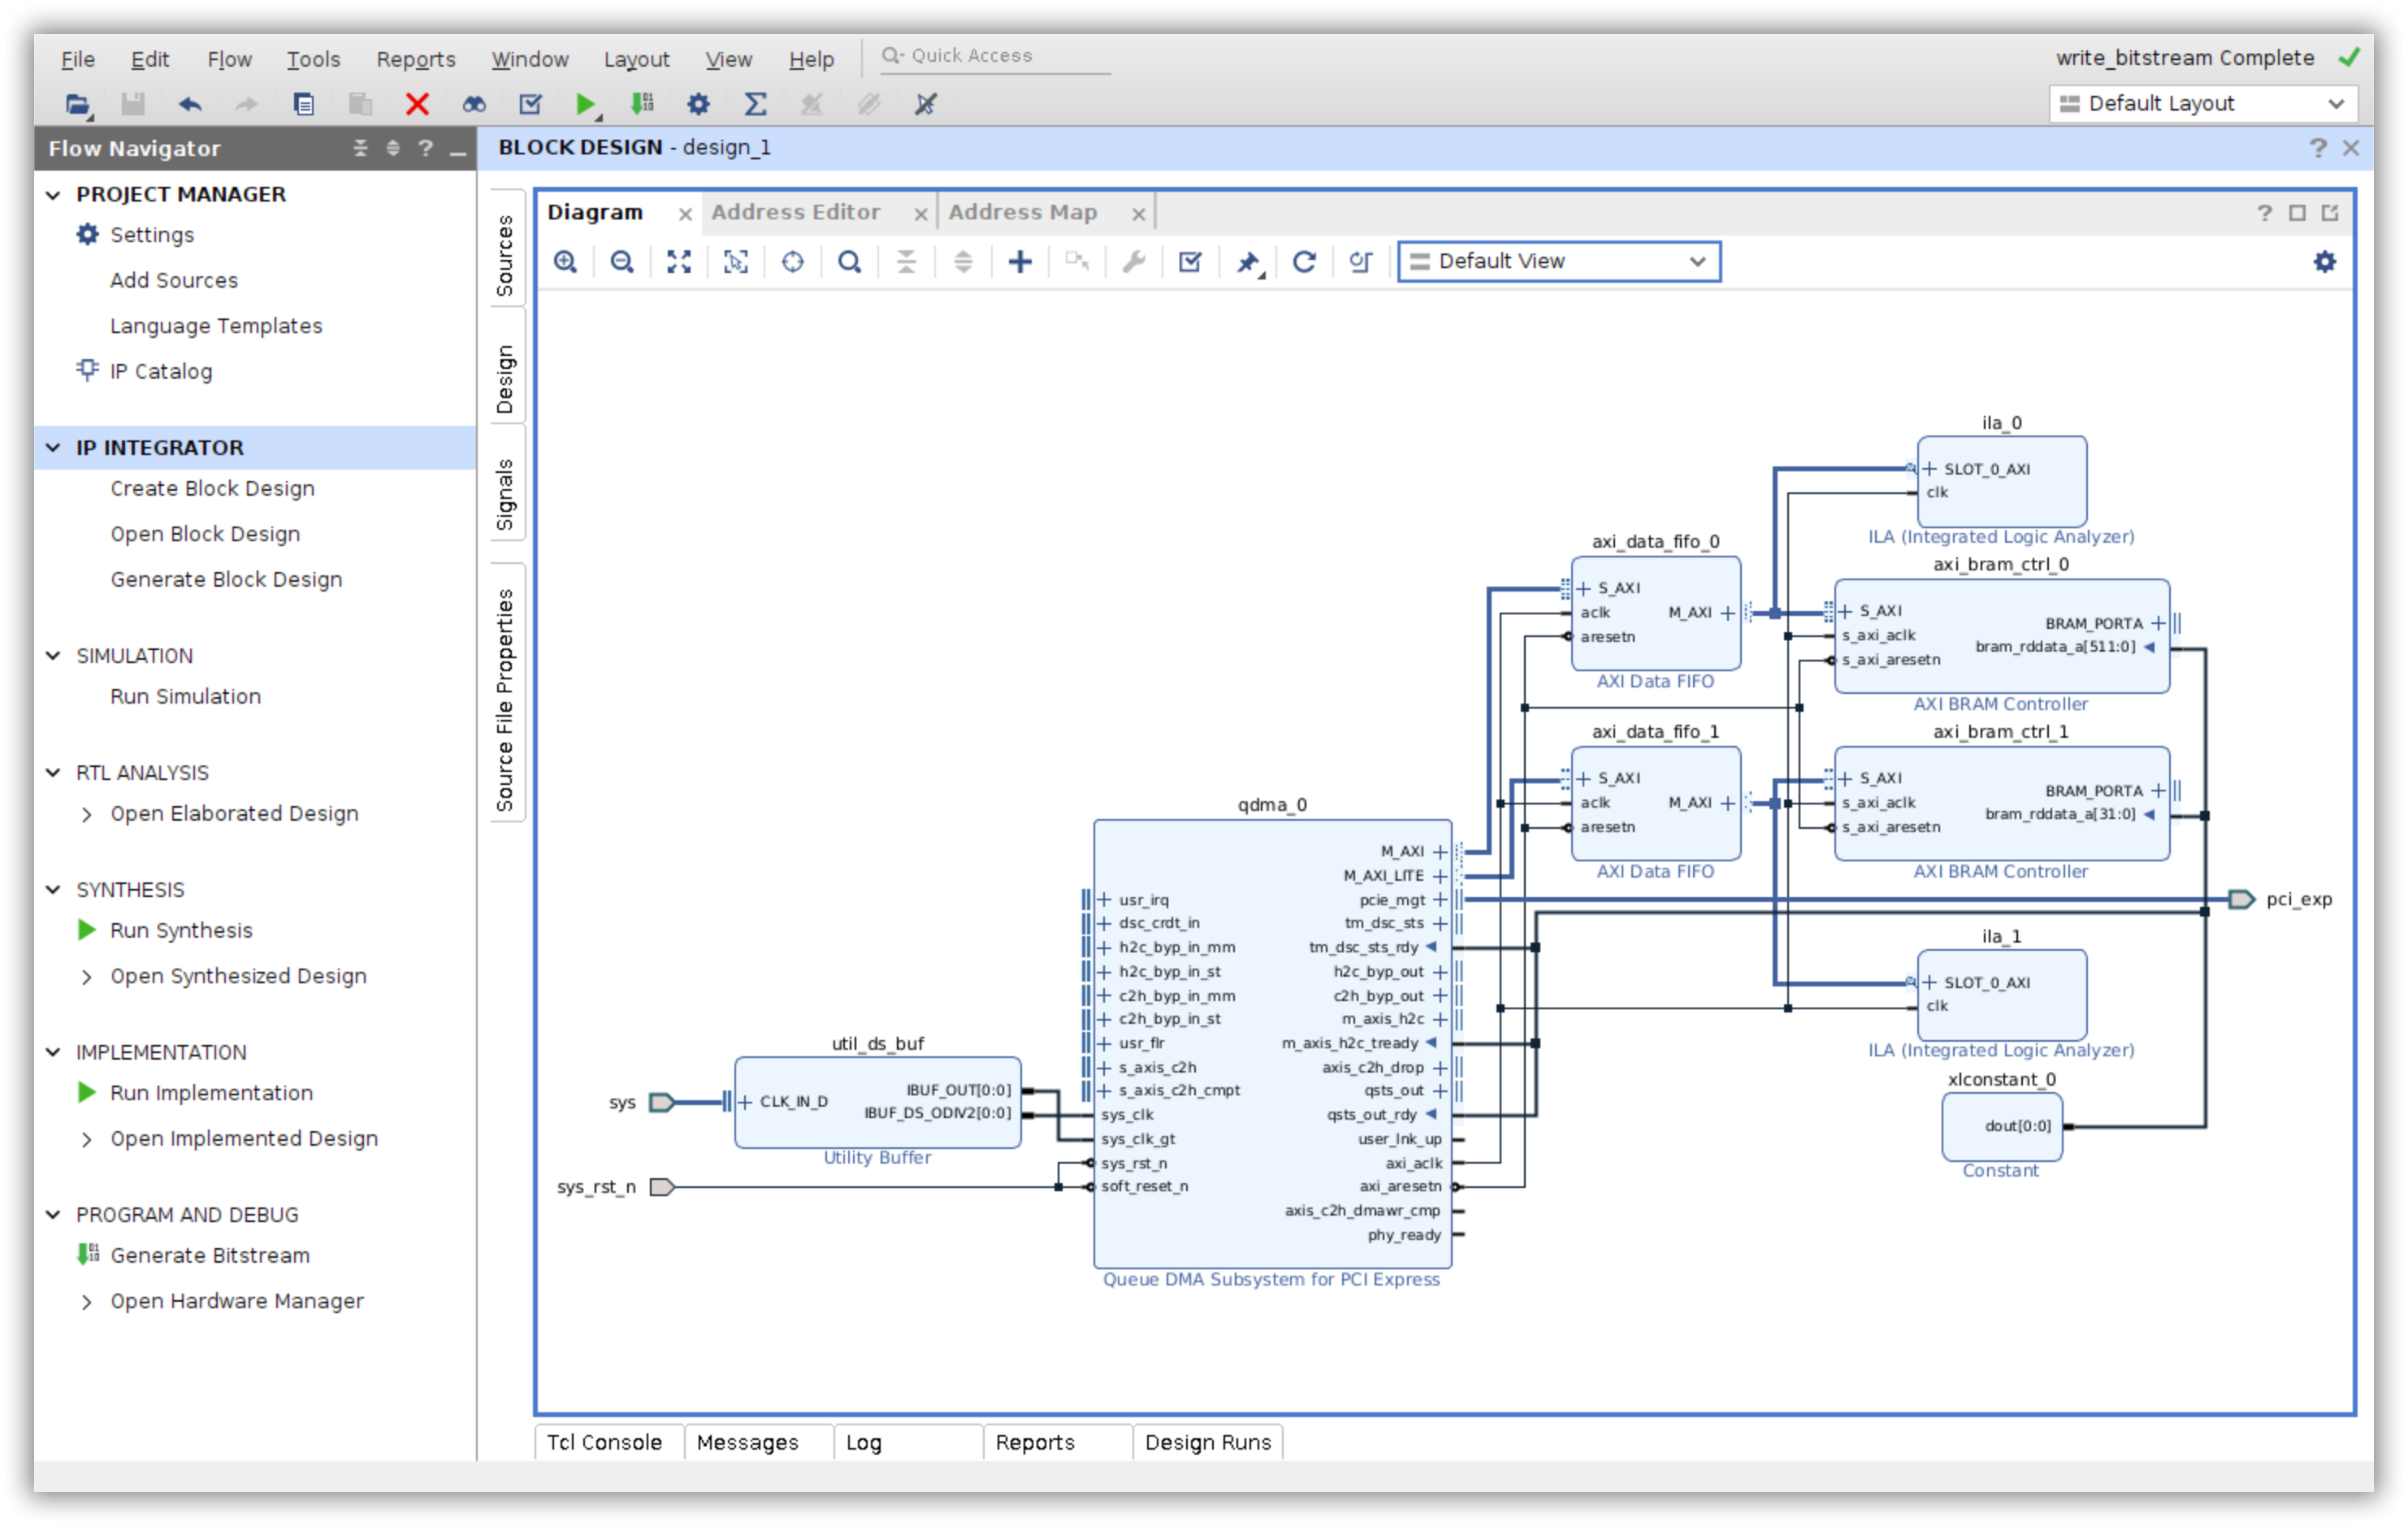 File Edit Flow Tools Reports Window Layout View Help Quick Access
write_bitstream Complete
Default Layout
Flow Navigator
PROJECT MANAGER
Settings
Add Sources
Language Templates
IP Catalog
IP INTEGRATOR
Create Block Design
Open Block Design
Generate Block Design
SIMULATION
Run Simulation
RTL ANALYSIS
Open Elaborated Design
SYNTHESIS
Run Synthesis
Open Synthesized Design
IMPLEMENTATION
Run Implementation
Open Implemented Design
PROGRAM AND DEBUG
Generate Bitstream
Open Hardware Manager
BLOCK DESIGN - design_1
Sources
Design
Signals
Source File Properties
Diagram
Address Editor
Address Map
Default View
sys
sys_rst_n
util_ds_buf
CLK_IN_D
IBUF_OUT[0:0]
IBUF_DS_ODIV2[0:0]
Utility Buffer
qdma_0
usr_irq
dsc_crdt_in
h2c_byp_in_mm
h2c_byp_in_st
c2h_byp_in_mm
c2h_byp_in_st
usr_flr
s_axis_c2h
s_axis_c2h_cmpt
sys_clk
sys_clk_gt
sys_rst_n
soft_reset_n
M_AXI
M_AXI_LITE
pcie_mgt
tm_dsc_sts
tm_dsc_sts_rdy
h2c_byp_out
c2h_byp_out
m_axis_h2c
m_axis_h2c_tready
axis_c2h_drop
qsts_out
qsts_out_rdy
user_lnk_up
axi_aclk
axi_aresetn
axis_c2h_dmawr_cmp
phy_ready
Queue DMA Subsystem for PCI Express
axi_data_fifo_0
S_AXI
aclk
aresetn
M_AXI
AXI Data FIFO
axi_data_fifo_1
S_AXI
aclk
aresetn
M_AXI
AXI Data FIFO
ila_0
SLOT_0_AXI
clk
ILA (Integrated Logic Analyzer)
axi_bram_ctrl_0
S_AXI
s_axi_aclk
s_axi_aresetn
BRAM_PORTA
bram_rddata_a[511:0]
AXI BRAM Controller
axi_bram_ctrl_1
S_AXI
s_axi_aclk
s_axi_aresetn
BRAM_PORTA
bram_rddata_a[31:0]
AXI BRAM Controller
pci_exp
ila_1
SLOT_0_AXI
clk
ILA (Integrated Logic Analyzer)
xlconstant_0
dout[0:0]
Constant
Tcl Console
Messages
Log
Reports
Design Runs